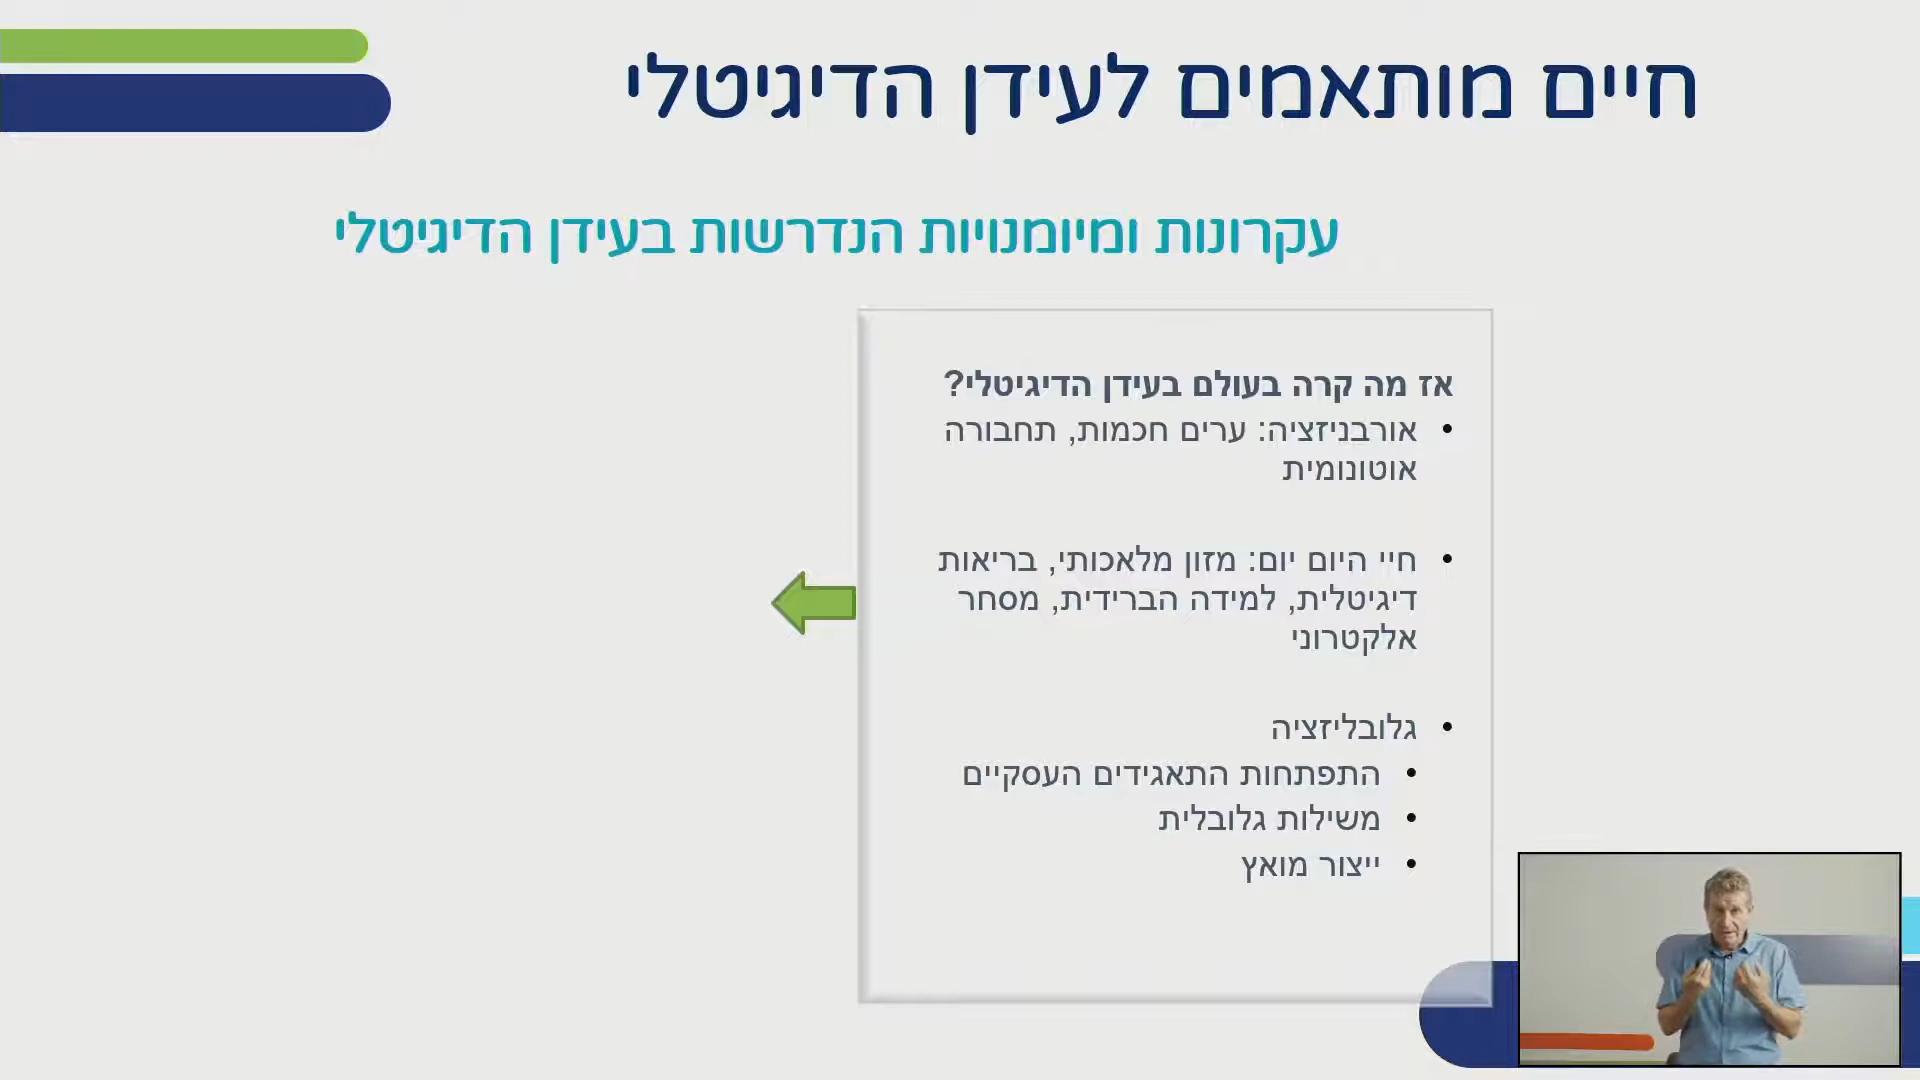 חיים מותאמים לעידן הדיגיטלי
עקרונות ומיומנויות הנדרשות בעידן הדיגיטלי
אז מה קרה בעולם בעידן הדיגיטלי?
• אורבניזציה: ערים חכמות, תחבורה
אוטונומית
• חיי היום יום: מזון מלאכותי, בריאות
דיגיטלית, למידה הברידית, מסחר
אלקטרוני
• גלובליזציה
• התפתחות התאגידים העסקיים
• משילות גלובלית
• ייצור מואץ